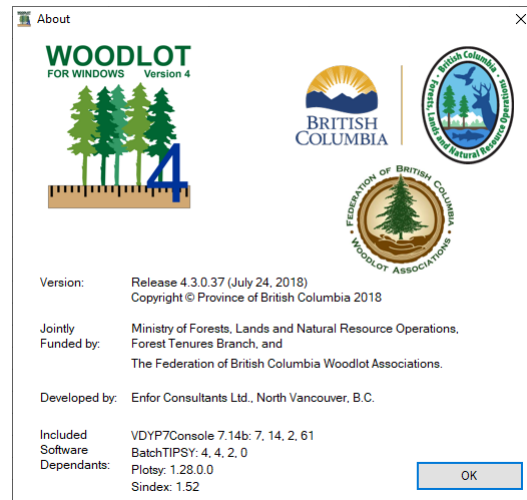 About
WOODLOT
FOR WINDOWS Version 4
4
BRITISH
COLUMBIA
British Columbia
Forests, Lands and Natural Resource Operations
FEDERATION OF BRITISH COLUMBIA
WOODLOT ASSOCIATIONS
Version: Release 4.3.0.37 (July 24, 2018)
Copyright © Province of British Columbia 2018
Jointly Ministry of Forests, Lands and Natural Resource Operations,
Funded by: Forest Tenures Branch, and
The Federation of British Columbia Woodlot Associations.
Developed by: Enfor Consultants Ltd., North Vancouver, B.C.
Included VDYP7Console 7.14b: 7, 14, 2, 61
Software BatchTIPSY: 4, 4, 2, 0
Dependants: Plotsy: 1.28.0.0
Sindex: 1.52
OK